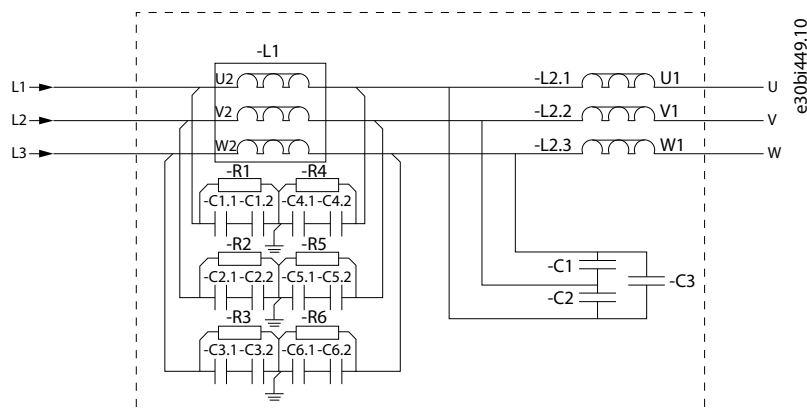 -L1
L1 U2 -L2.1 U1 U
L2 V2 -L2.2 V1 V
L3 W2 -L2.3 W1 W
-R1 -R4
-C1.1 -C1.2 -C4.1 -C4.2
-R2 -R5
-C2.1 -C2.2 -C5.1 -C5.2
-C1
-C3
-C2
-R3 -R6
-C3.1 -C3.2 -C6.1 -C6.2
e30bi449.10